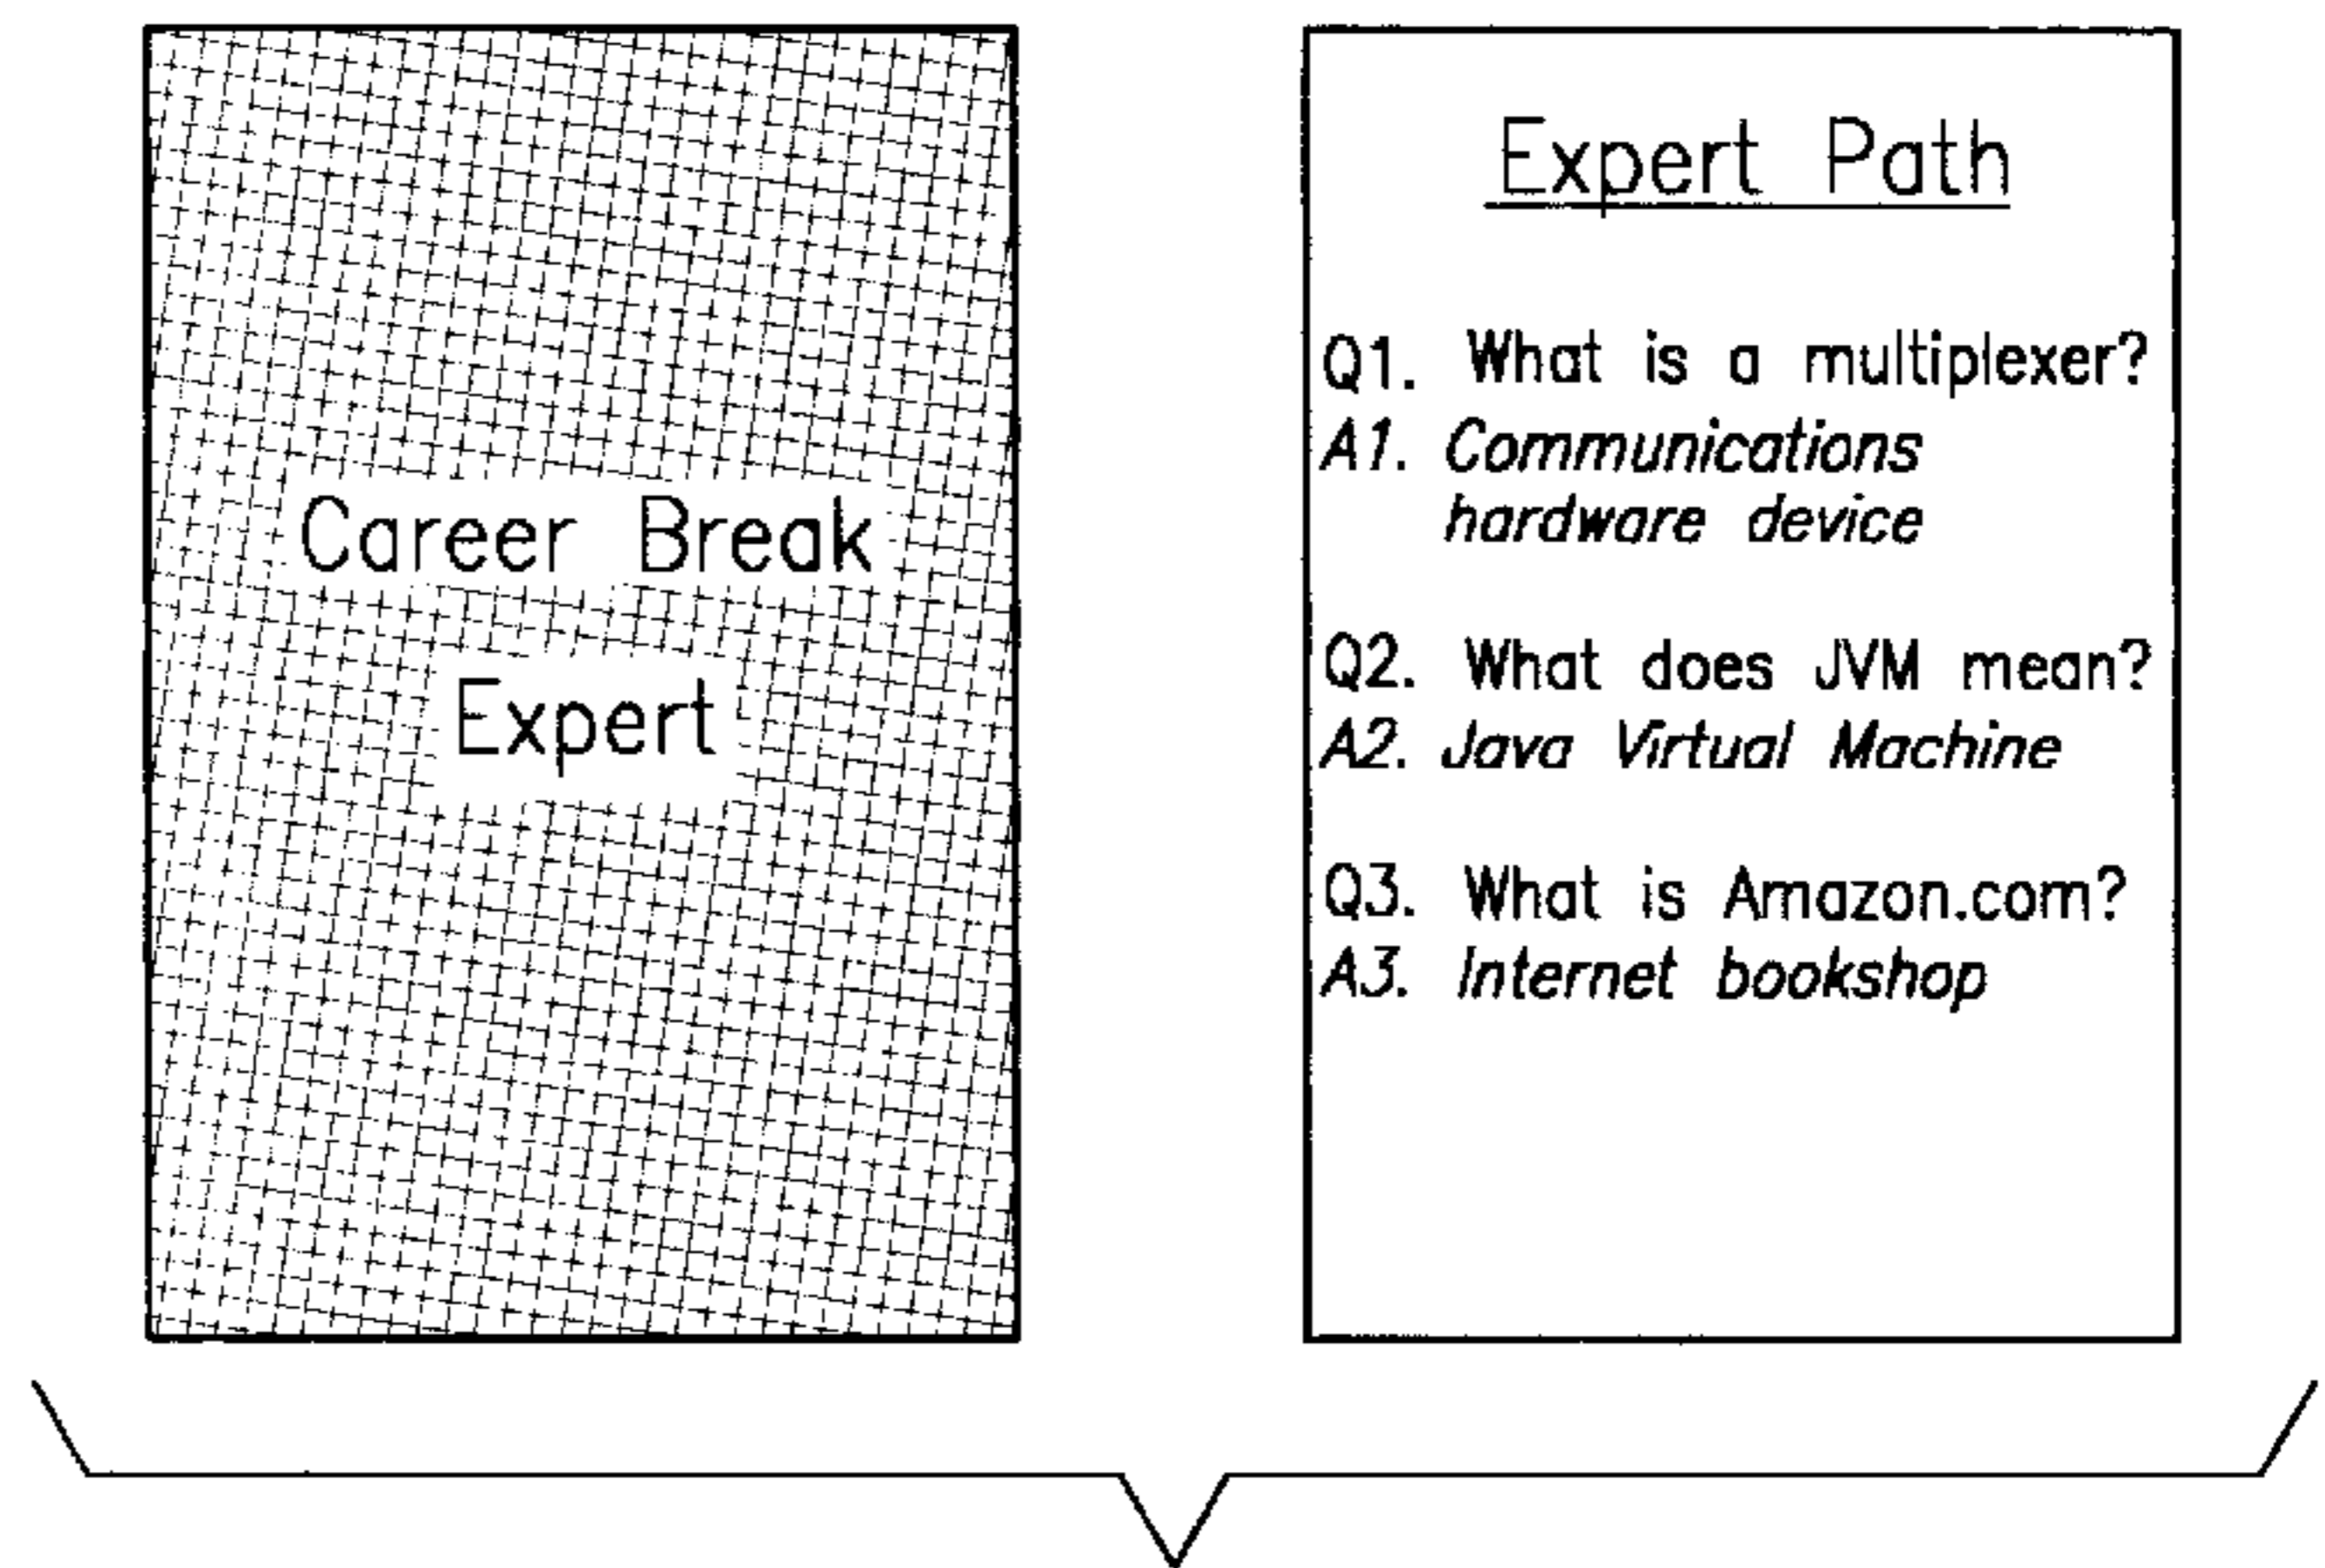 Career Break
Expert
Expert Path
Q1. What is a multiplexer?
A1. Communications
hardware device
Q2. What does JVM mean?
A2. Java Virtual Machine
Q3. What is Amazon.com?
A3. Internet bookshop